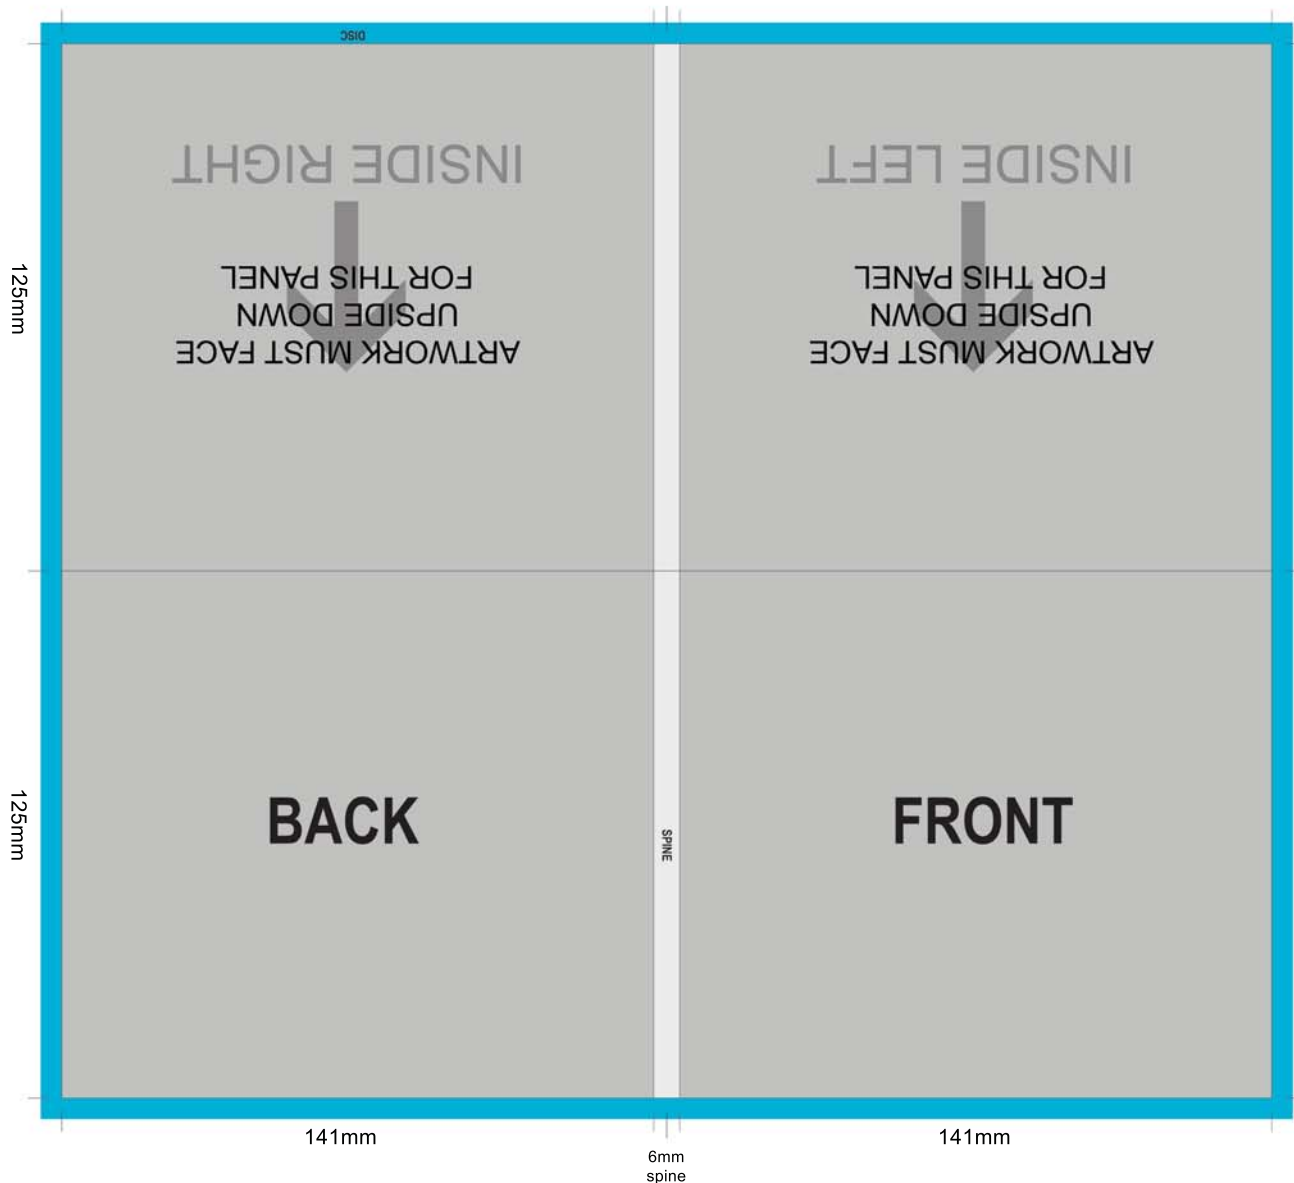 DISC
INSIDE RIGHT
ARTWORK MUST FACE
UPSIDE DOWN
FOR THIS PANEL
INSIDE LEFT
ARTWORK MUST FACE
UPSIDE DOWN
FOR THIS PANEL
125mm
125mm
BACK
SPINE
FRONT
141mm
6mm
spine
141mm